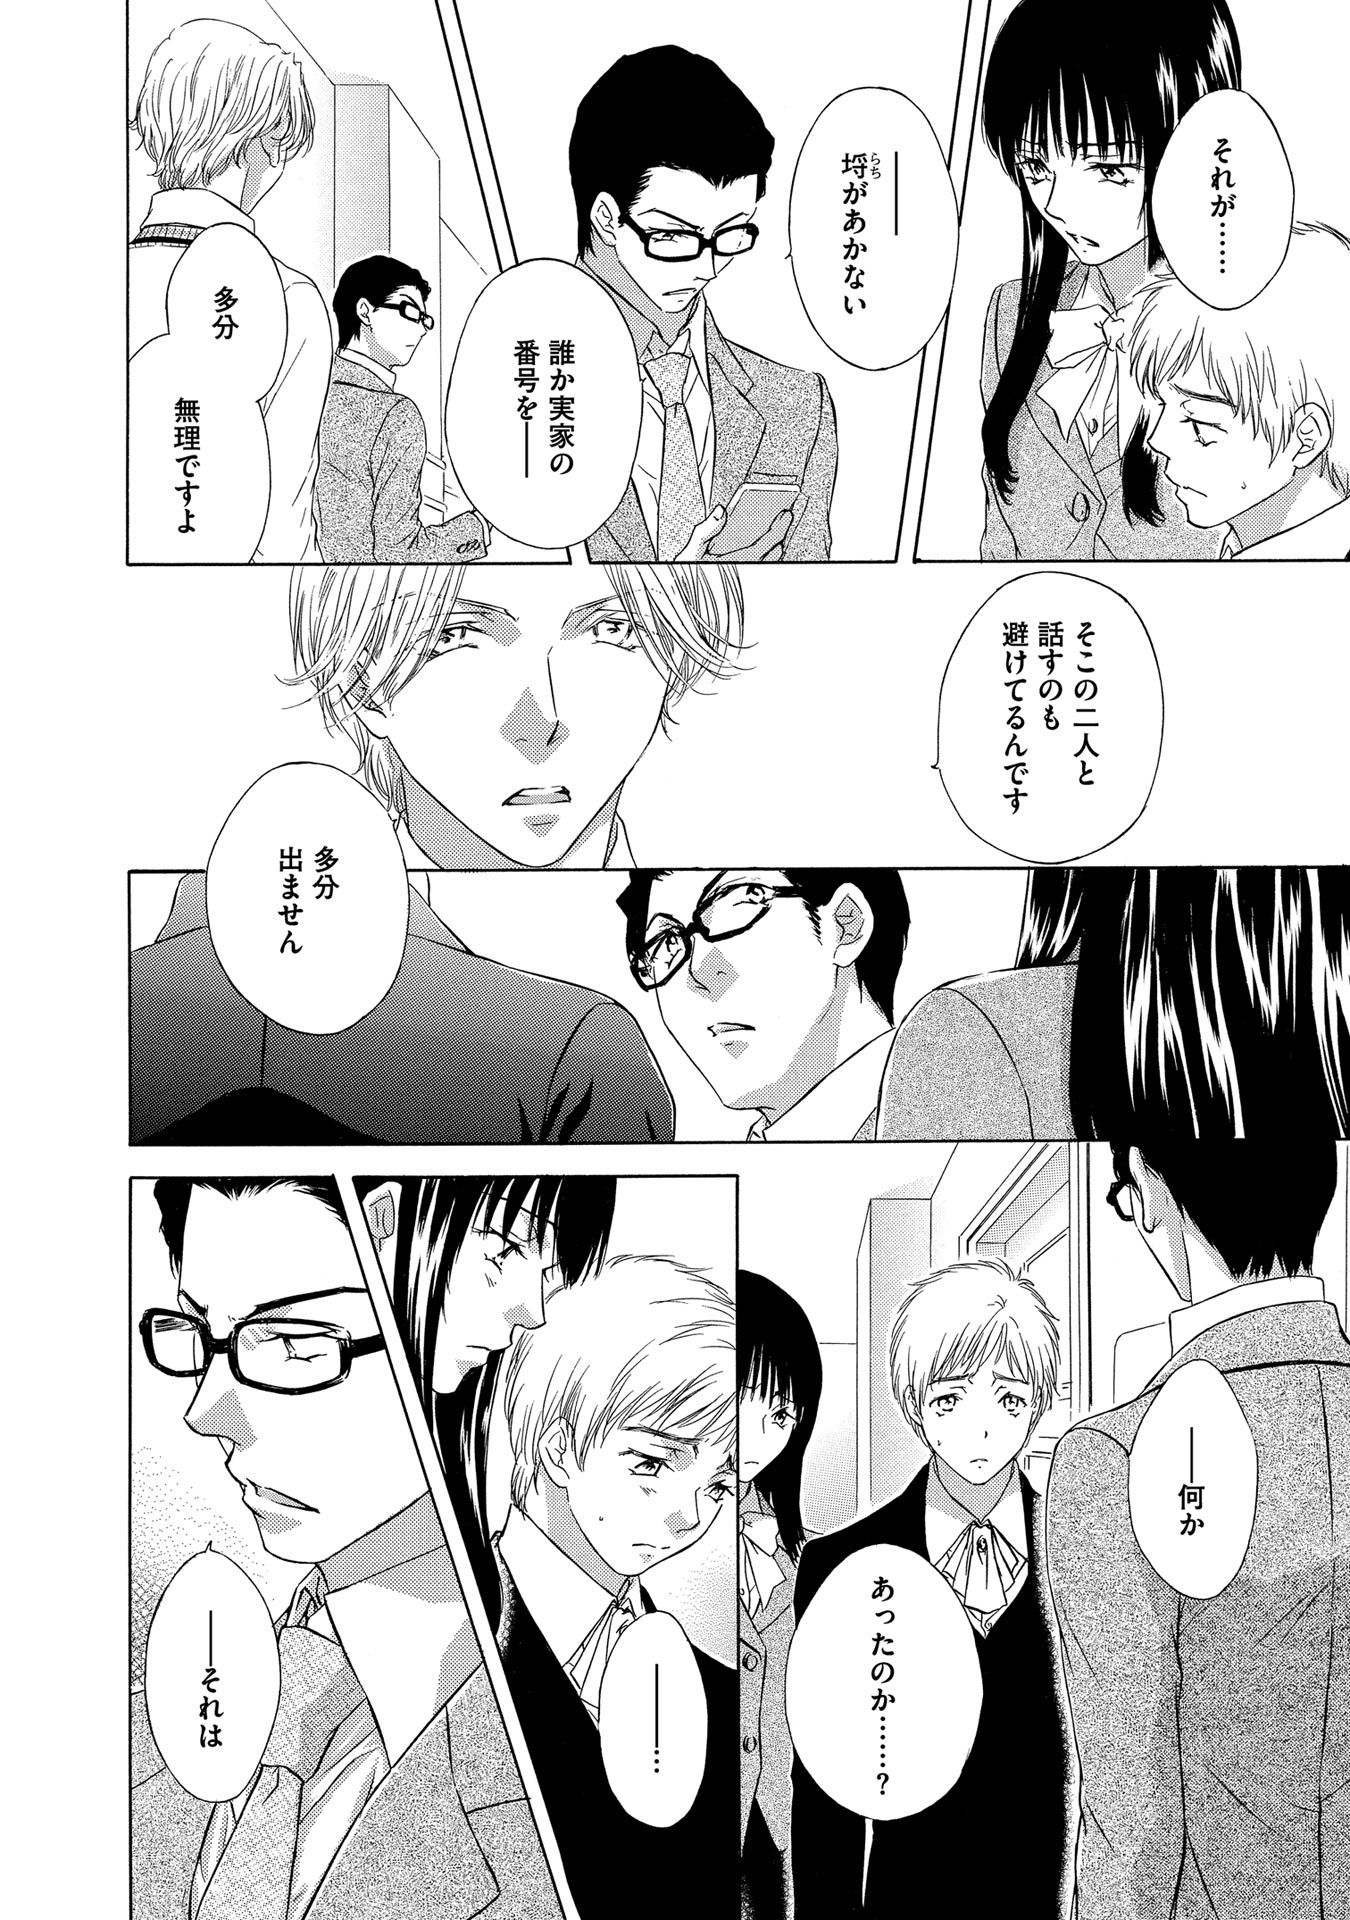 それが……
――
埒があかない
らち
誰か実家の
番号を――
多分
無理ですよ
そこの二人と
話すのも
避けてるんです
多分
出ません
――何か
あったのか……?
――…
――それは